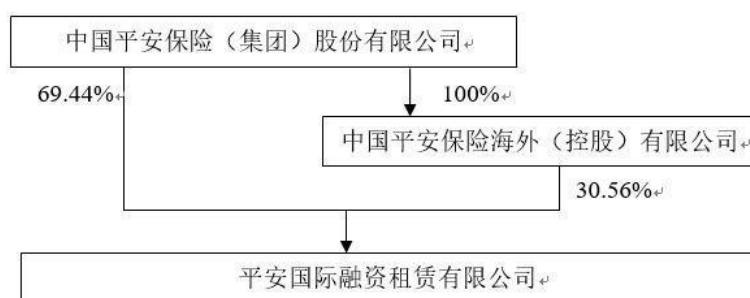 中国平安保险（集团）股份有限公司
69.44%
100%
中国平安保险海外（控股）有限公司
30.56%
平安国际融资租赁有限公司